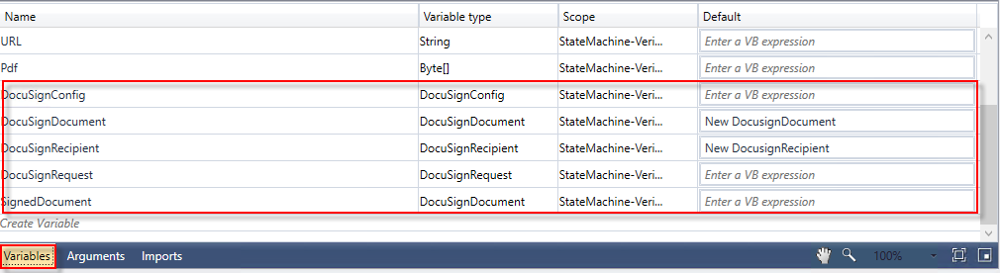 Name Variable type Scope Default
URL String StateMachine-Veri... Enter a VB expression
Pdf Byte[] StateMachine-Veri... Enter a VB expression
DocuSignConfig DocuSignConfig StateMachine-Veri... Enter a VB expression
DocuSignDocument DocuSignDocument StateMachine-Veri... New DocusignDocument
DocuSignRecipient DocuSignRecipient StateMachine-Veri... New DocusignRecipient
DocuSignRequest DocuSignRequest StateMachine-Veri... Enter a VB expression
SignedDocument DocuSignDocument StateMachine-Veri... Enter a VB expression
Create Variable
Variables Arguments Imports 100%